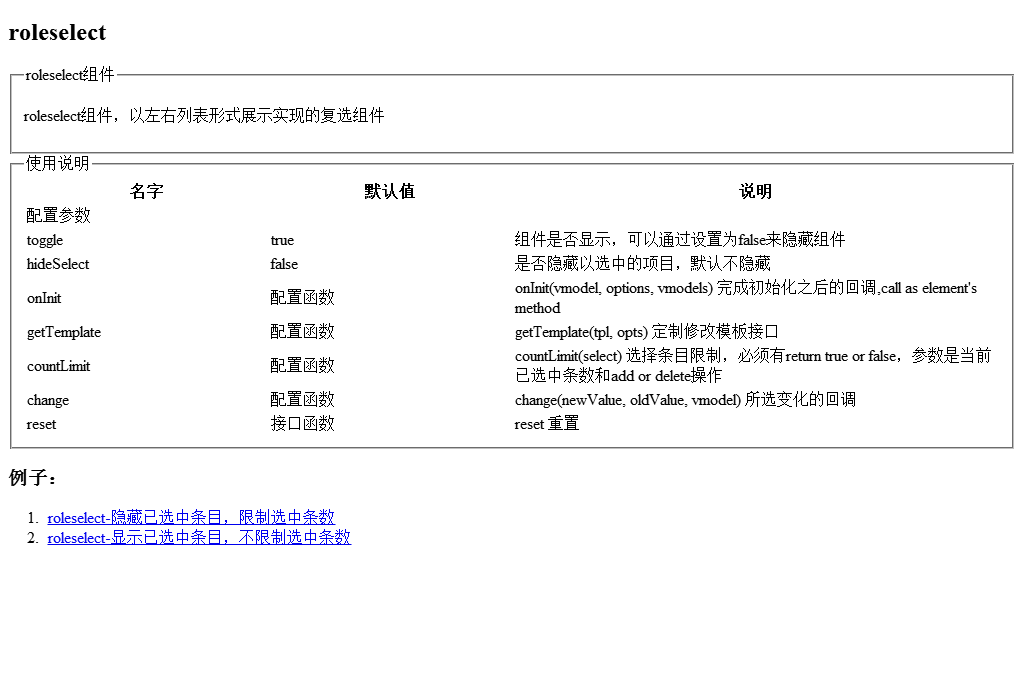 roleselect
roleselect组件
roleselect组件，以左右列表形式展示实现的复选组件
使用说明
名字 默认值 说明
配置参数
toggle true 组件是否显示，可以通过设置为false来隐藏组件
hideSelect false 是否隐藏以选中的项目，默认不隐藏
onInit 配置函数 onInit(vmodel, options, vmodels) 完成初始化之后的回调,call as element's
method
getTemplate 配置函数 getTemplate(tpl, opts) 定制修改模板接口
countLimit 配置函数 countLimit(select) 选择条目限制，必须有return true or false，参数是当前
已选中条数和add or delete操作
change 配置函数 change(newValue, oldValue, vmodel) 所选变化的回调
reset 接口函数 reset 重置
例子：
1. roleselect-隐藏已选中条目，限制选中条数
2. roleselect-显示已选中条目，不限制选中条数